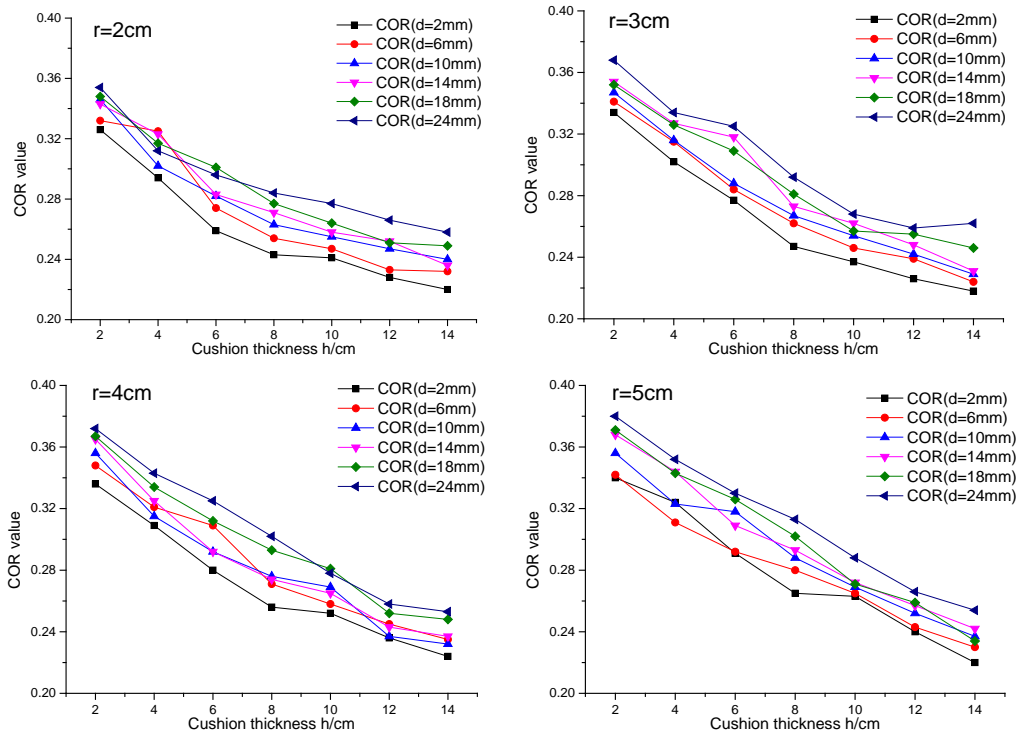 r=2cm
COR(d=2mm)
COR(d=6mm)
COR(d=10mm)
COR(d=14mm)
COR(d=18mm)
COR(d=24mm)
0.40
0.36
0.32
0.28
0.24
0.20
COR value
2 4 6 8 10 12 14
Cushion thickness h/cm
r=3cm
COR(d=2mm)
COR(d=6mm)
COR(d=10mm)
COR(d=14mm)
COR(d=18mm)
COR(d=24mm)
0.40
0.36
0.32
0.28
0.24
0.20
COR value
2 4 6 8 10 12 14
Cushion thickness h/cm
r=4cm
COR(d=2mm)
COR(d=6mm)
COR(d=10mm)
COR(d=14mm)
COR(d=18mm)
COR(d=24mm)
0.40
0.36
0.32
0.28
0.24
0.20
COR value
2 4 6 8 10 12 14
Cushion thickness h/cm
r=5cm
COR(d=2mm)
COR(d=6mm)
COR(d=10mm)
COR(d=14mm)
COR(d=18mm)
COR(d=24mm)
0.40
0.36
0.32
0.28
0.24
0.20
COR value
2 4 6 8 10 12 14
Cushion thickness h/cm